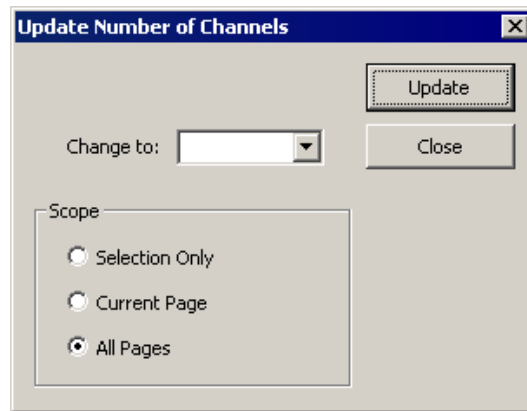 Update Number of Channels
Update
Change to:
Close
Scope
Selection Only
Current Page
All Pages